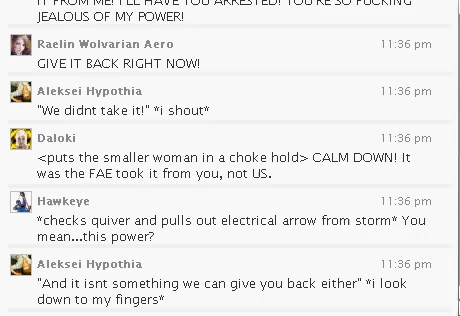 IT FROM ME! I'LL HAVE YOU ARRESTED! YOU'RE SO FUCKING
JEALOUS OF MY POWER!
Raelin Wolvarian Aero 11:36 pm
GIVE IT BACK RIGHT NOW!
Aleksei Hypothia 11:36 pm
"We didnt take it!" *i shout*
Daloki 11:36 pm
<puts the smaller woman in a choke hold> CALM DOWN! It
was the FAE took it from you, not US.
Hawkeye 11:36 pm
*checks quiver and pulls out electrical arrow from storm* You
mean...this power?
Aleksei Hypothia 11:36 pm
"And it isnt something we can give you back either" *i look
down to my fingers*